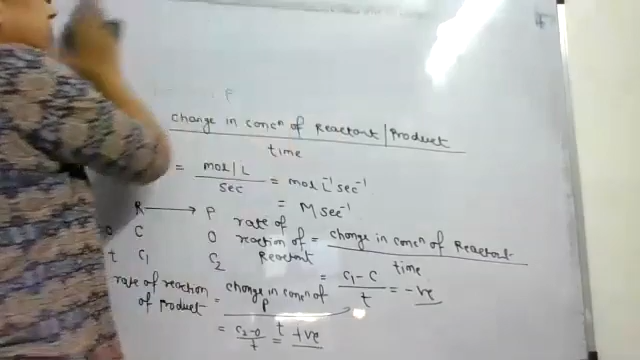 P
change in concn of Reactant | Product
time
= mol/L / sec = mol L⁻¹ sec⁻¹
= M sec⁻¹
R ⟶ P
0 C 0
t C₁ C₂
rate of reaction of Reactant = change in concn of Reactant / time
= C₁ - C / t = -ve
rate of reaction of Product = change in concn of P / t
= C₂-0 / t = +ve